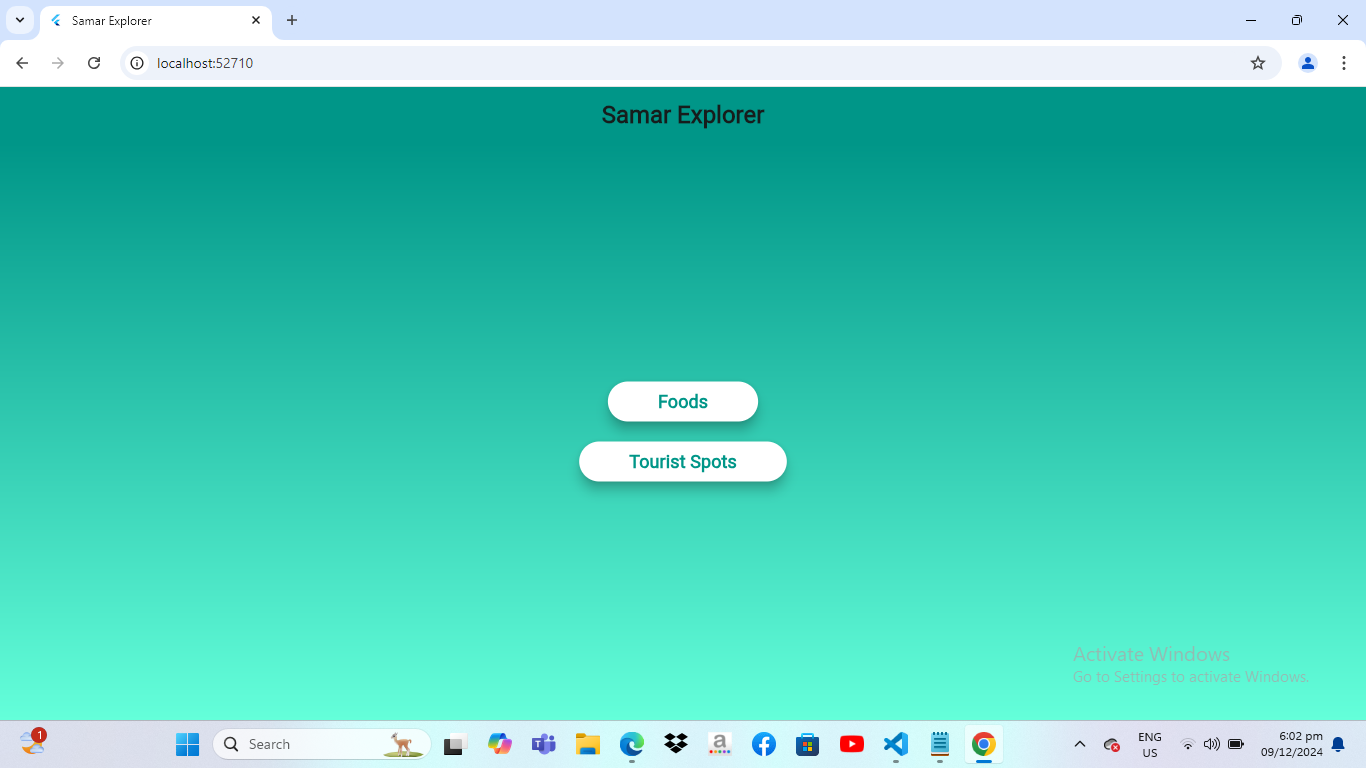 Samar Explorer
localhost:52710
Samar Explorer
Foods
Tourist Spots
Activate Windows
Go to Settings to activate Windows.
1
Search
a
ENG
US
6:02 pm
09/12/2024